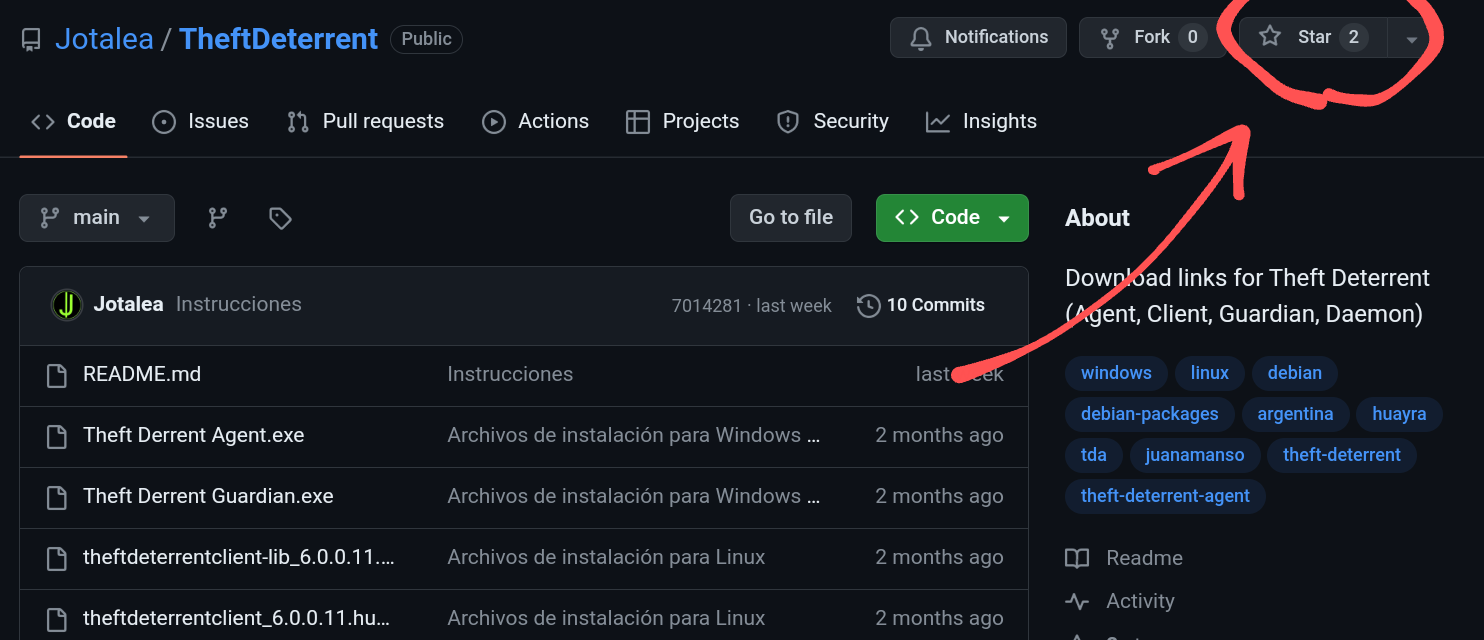 Jotalea / TheftDeterrent Public
Notifications
Fork 0
Star 2
Code
Issues
Pull requests
Actions
Projects
Security
Insights
main
Go to file
Code
Jotalea Instrucciones 7014281 · last week 10 Commits
README.md Instrucciones last week
Theft Derrent Agent.exe Archivos de instalación para Windows ... 2 months ago
Theft Derrent Guardian.exe Archivos de instalación para Windows ... 2 months ago
theftdeterrentclient-lib_6.0.0.11.... Archivos de instalación para Linux 2 months ago
theftdeterrentclient_6.0.0.11.hu... Archivos de instalación para Linux 2 months ago
About
Download links for Theft Deterrent
(Agent, Client, Guardian, Daemon)
windows linux debian
debian-packages argentina huayra
tda juanamanso theft-deterrent
theft-deterrent-agent
Readme
Activity